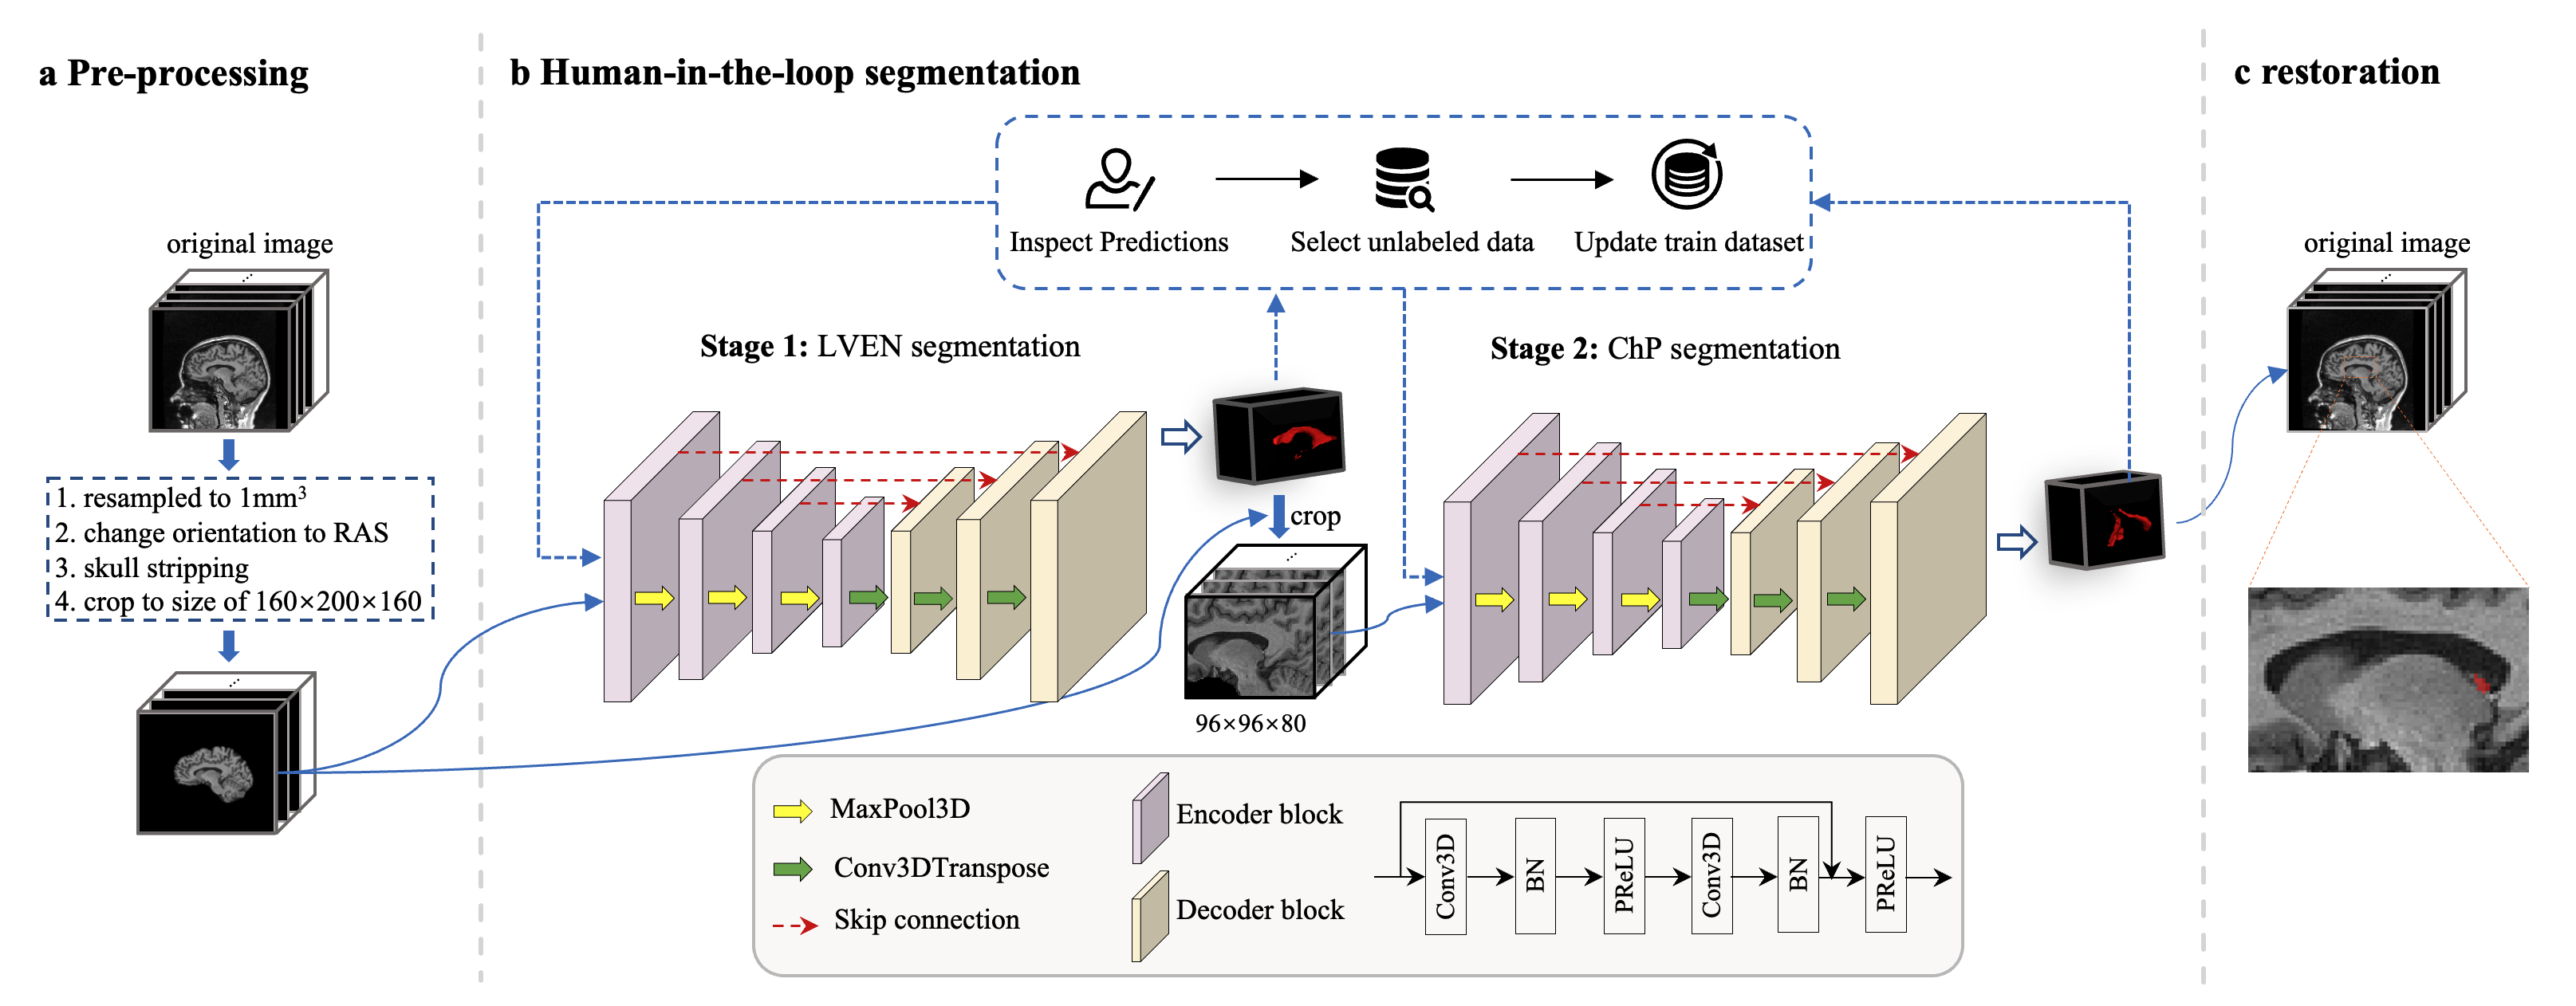 a Pre-processing
original image
1. resampled to 1mm³
2. change orientation to RAS
3. skull stripping
4. crop to size of 160×200×160
b Human-in-the-loop segmentation
Inspect Predictions
Select unlabeled data
Update train dataset
Stage 1: LVEN segmentation
crop
96×96×80
Stage 2: ChP segmentation
MaxPool3D
Conv3DTranspose
Skip connection
Encoder block
Decoder block
Conv3D
BN
PReLU
Conv3D
BN
PReLU
c restoration
original image